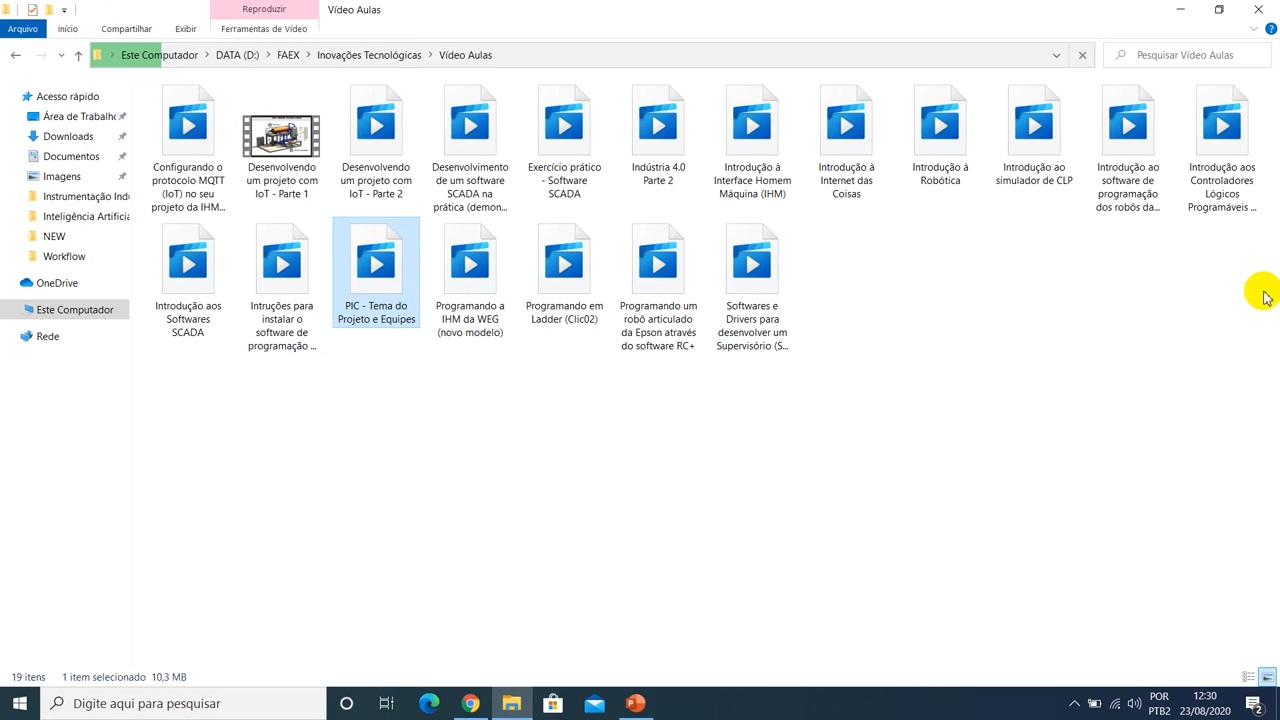 Reproduzir
Vídeo Aulas
Arquivo
Início
Compartilhar
Exibir
Ferramentas de Vídeo
Este Computador > DATA (D:) > FAEX > Inovações Tecnológicas > Vídeo Aulas
Pesquisar Vídeo Aulas
Acesso rápido
Área de Trabalho
Downloads
Documentos
Imagens
Instrumentação Indu
Inteligência Artificia
NEW
Workflow
OneDrive
Este Computador
Rede
Configurando o
protocolo MQTT
(IoT) no seu
projeto da IHM...
Desenvolvendo
um projeto com
IoT - Parte 1
Desenvolvendo
um projeto com
IoT - Parte 2
Desenvolvimento
de um software
SCADA na
prática (demon...
Exercício prático
- Software
SCADA
Indústria 4.0
Parte 2
Introdução à
Interface Homem
Máquina (IHM)
Introdução à
Internet das
Coisas
Introdução à
Robótica
Introdução ao
simulador de CLP
Introdução ao
software de
programação
dos robôs da...
Introdução aos
Controladores
Lógicos
Programáveis ...
Introdução aos
Softwares
SCADA
Intruções para
instalar o
software de
programação ...
PIC - Tema do
Projeto e Equipes
Programando a
IHM da WEG
(novo modelo)
Programando em
Ladder (Clic02)
Programando um
robô articulado
da Epson através
do software RC+
Softwares e
Drivers para
desenvolver um
Supervisório (S...
19 itens
1 item selecionado 10,3 MB
Digite aqui para pesquisar
POR
PTB2
12:30
23/08/2020
2